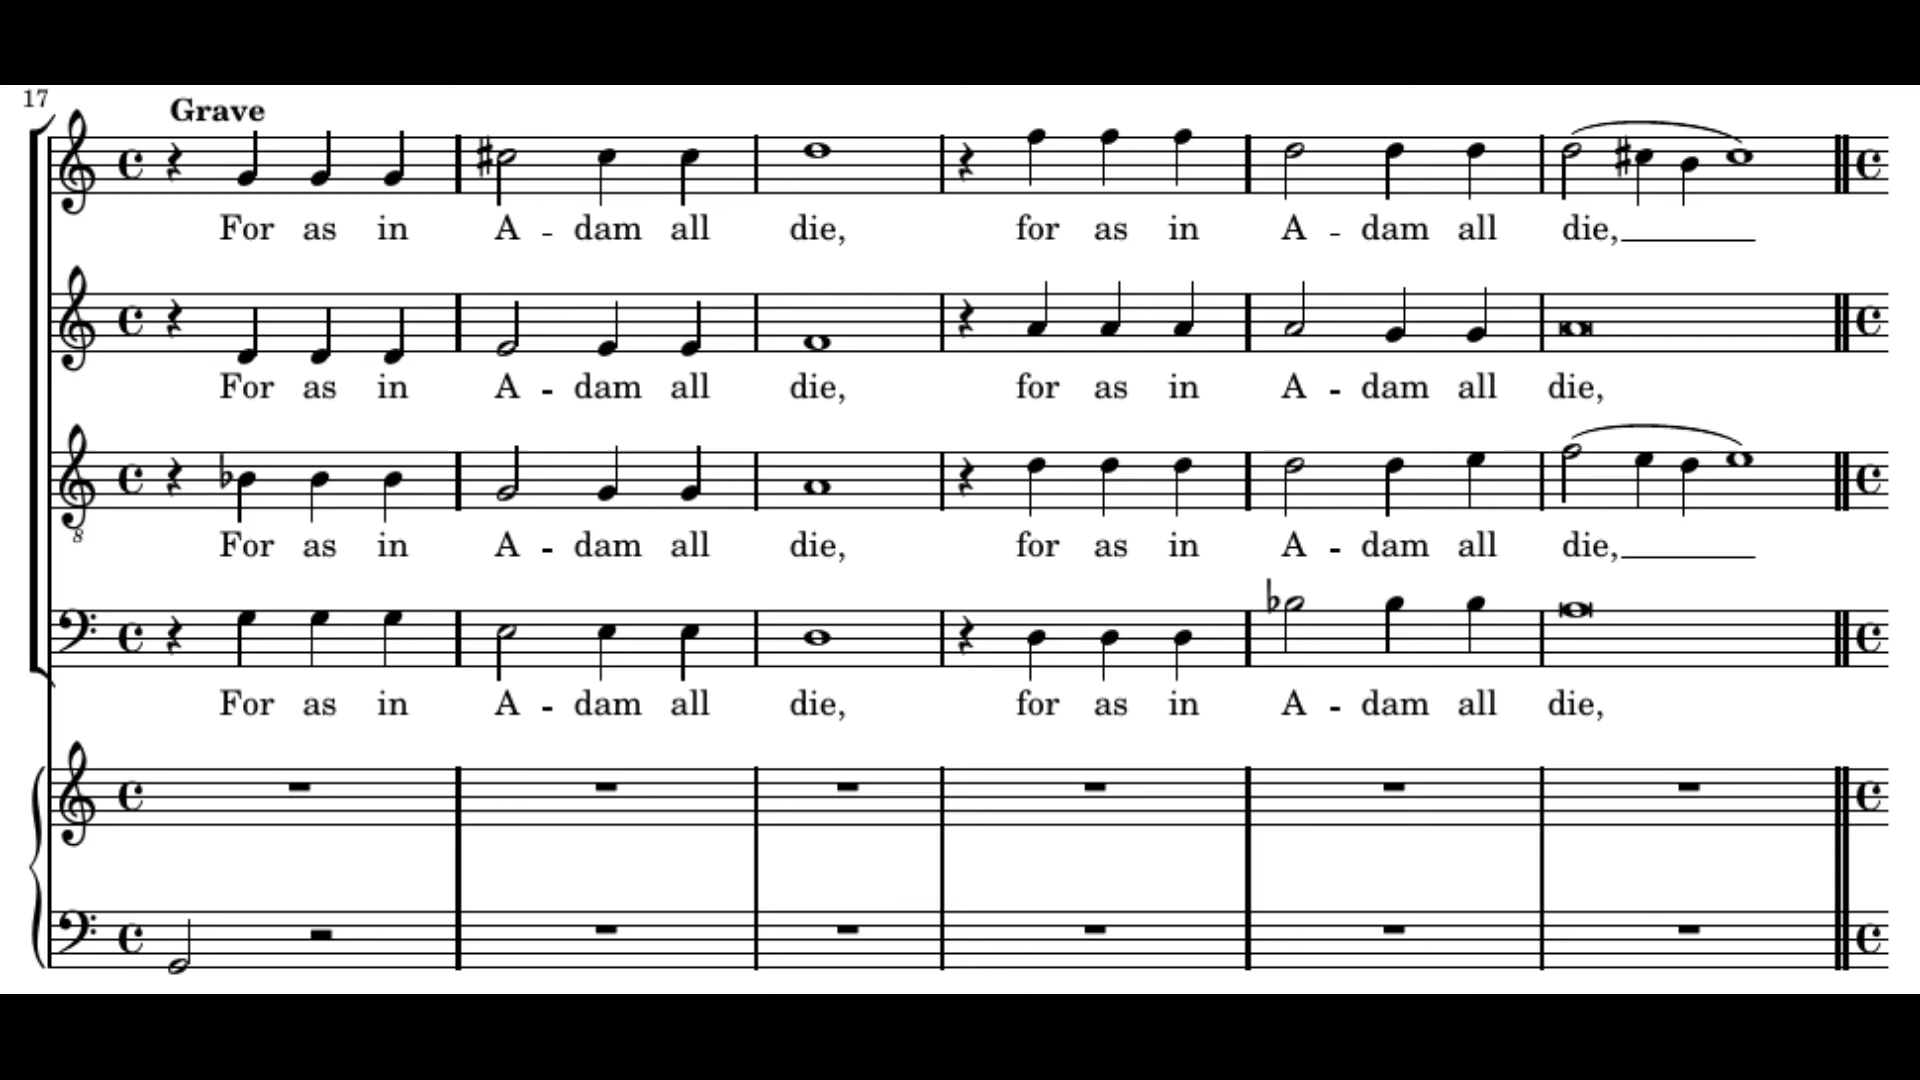 17
Grave
For as in A - dam all die, for as in A - dam all die,
For as in A - dam all die, for as in A - dam all die,
8
For as in A - dam all die, for as in A - dam all die,
For as in A - dam all die, for as in A - dam all die,